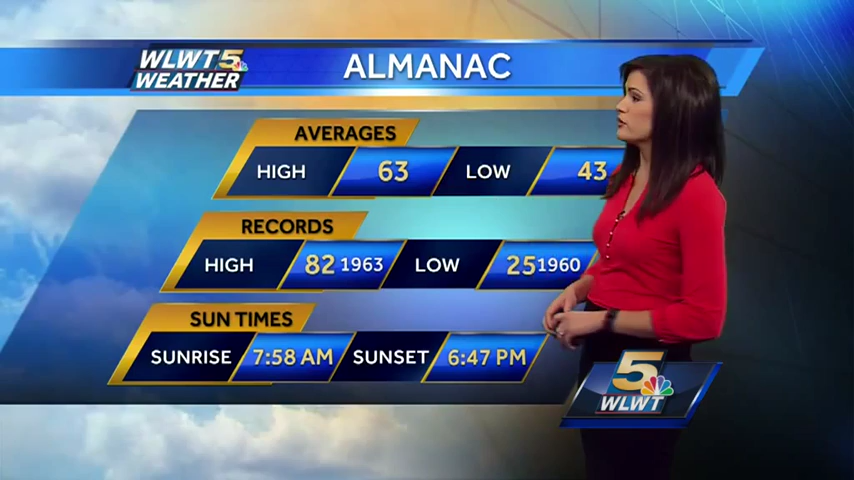 WLWT 5
WEATHER
ALMANAC
AVERAGES
HIGH 63 LOW 43
RECORDS
HIGH 82 1963 LOW 25 1960
SUN TIMES
SUNRISE 7:58 AM SUNSET 6:47 PM
5
WLWT